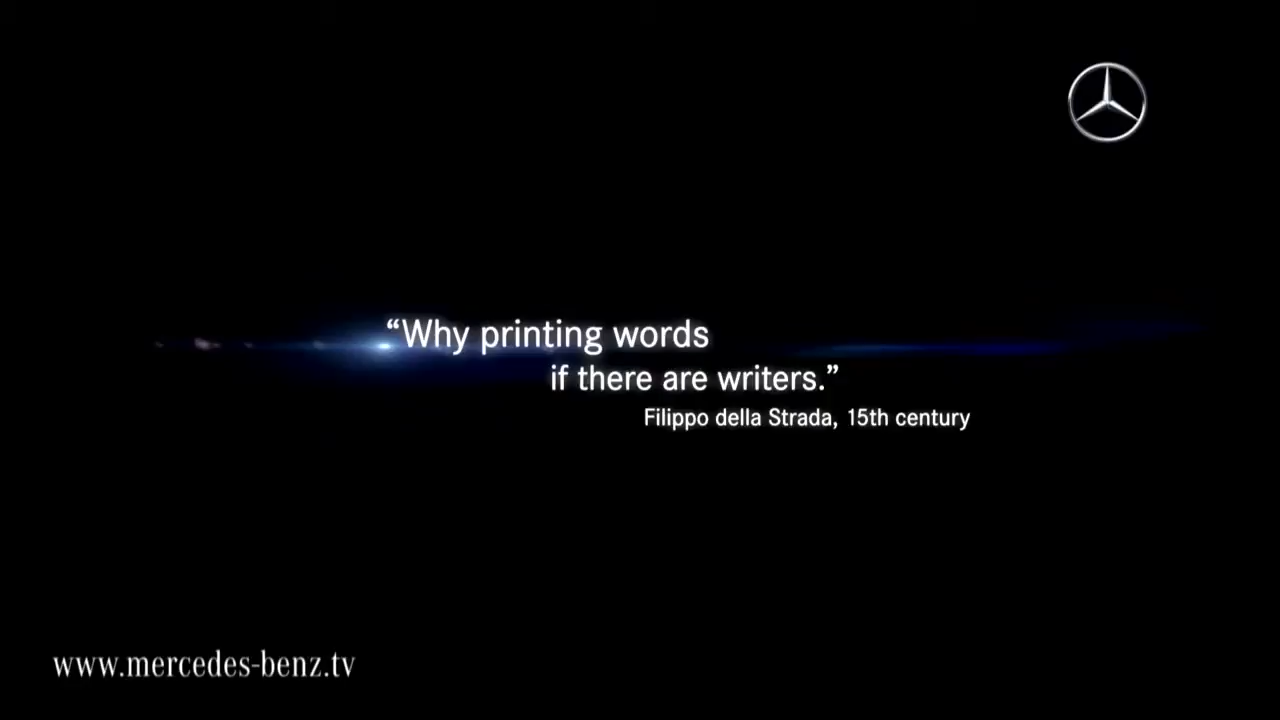 “Why printing words
if there are writers.”
Filippo della Strada, 15th century
www.mercedes-benz.tv